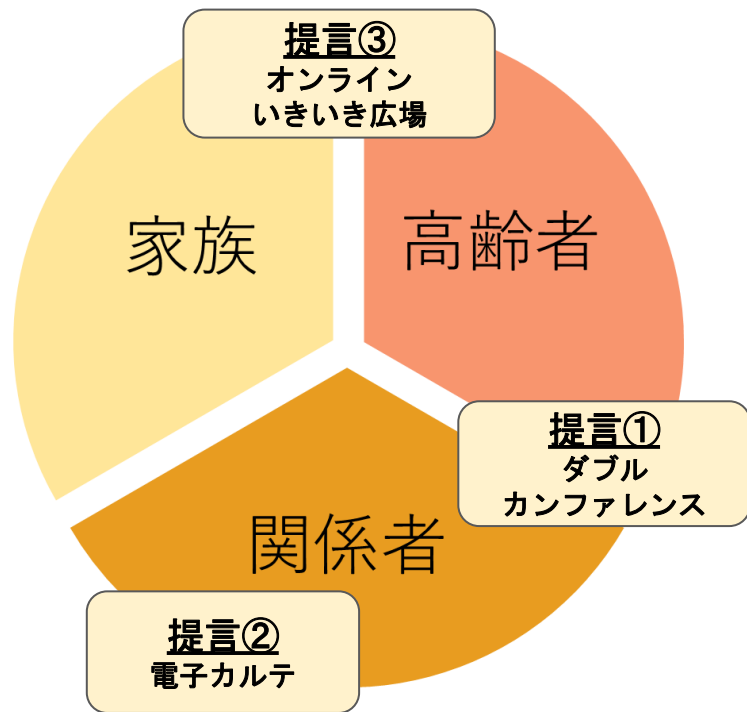 提言③
オンライン
いきいき広場
家族
高齢者
提言①
ダブル
カンファレンス
関係者
提言②
電子カルテ